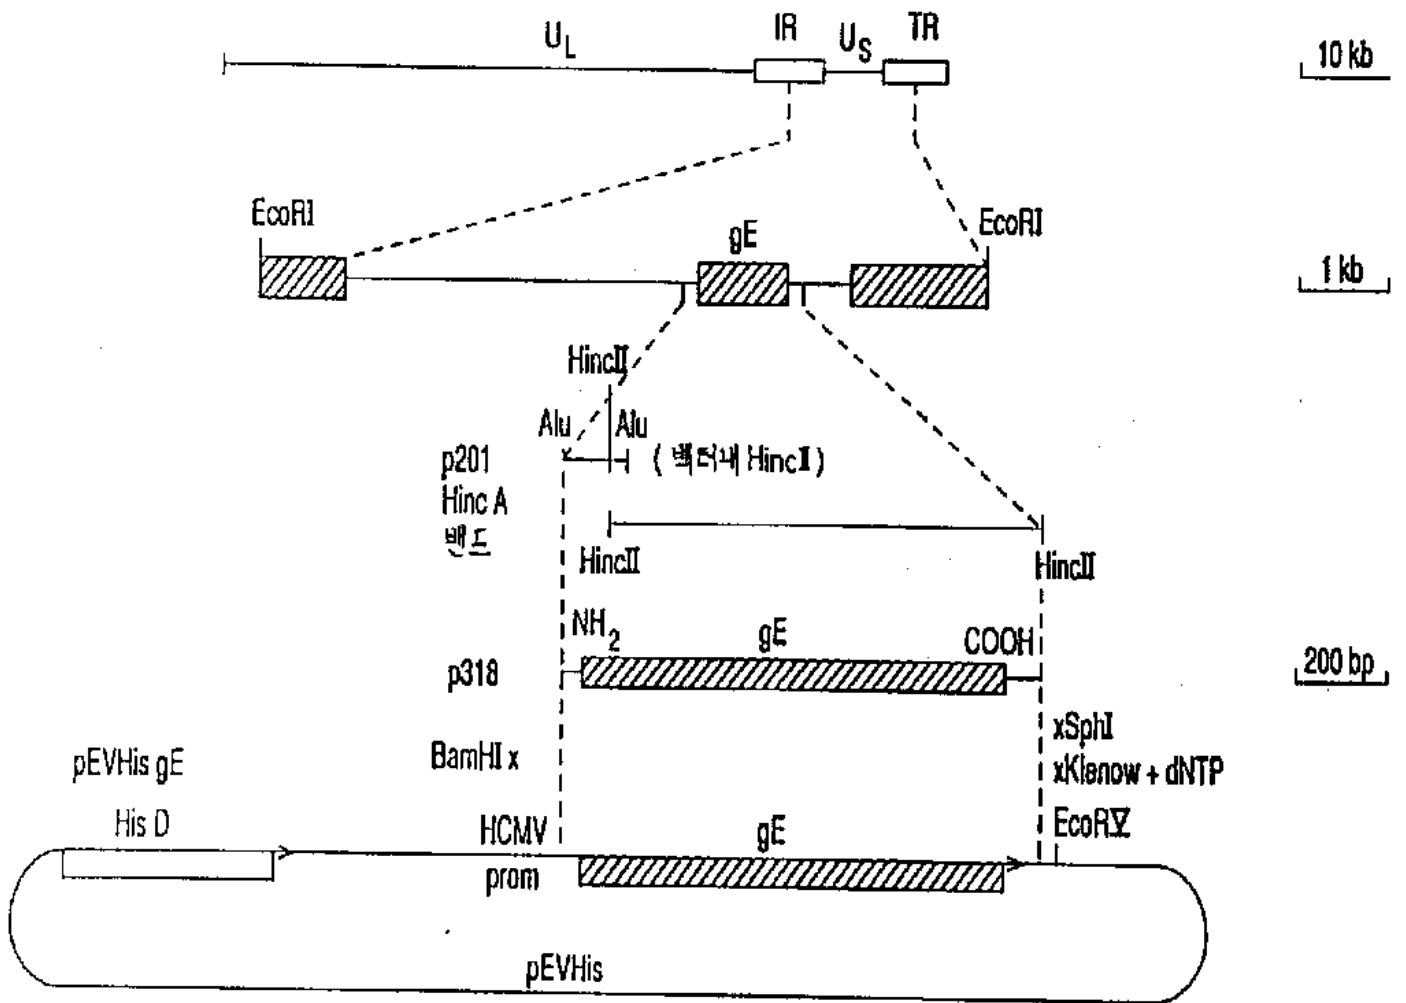 U_L IR U_S TR 10 kb
EcoRI gE EcoRI 1 kb
HincⅡ
Alu Alu
p201 (벡터내 HincⅡ)
Hinc A
밴드
HincⅡ HincⅡ
NH2 gE COOH
p318 200 bp
BamHI x xSphI
pEVHis gE xKlenow + dNTP
His D HCMV gE EcoRⅤ
prom
pEVHis